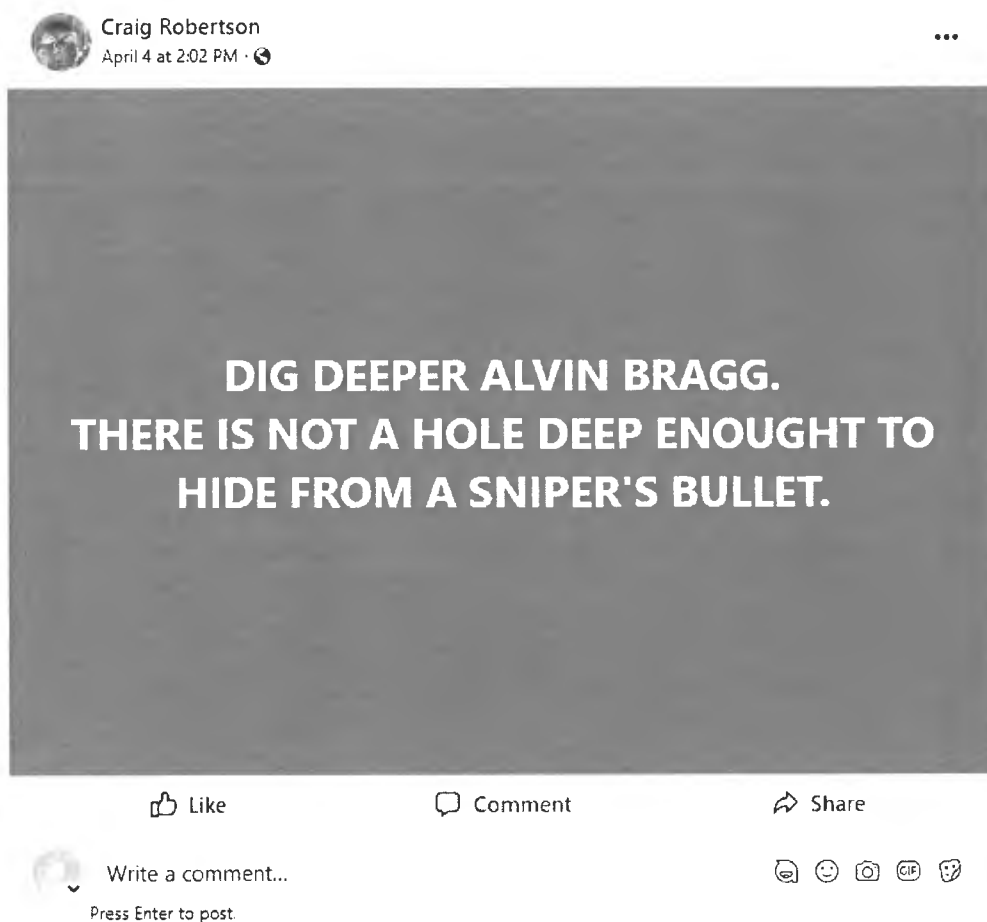 Craig Robertson
April 4 at 2:02 PM ·
DIG DEEPER ALVIN BRAGG.
THERE IS NOT A HOLE DEEP ENOUGHT TO
HIDE FROM A SNIPER'S BULLET.
Like Comment Share
Write a comment...
GIF
Press Enter to post.